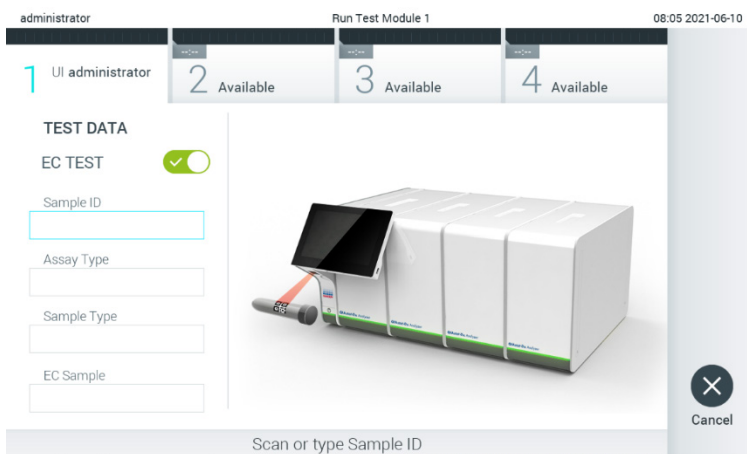 administrator
Run Test Module 1
08:05 2021-06-10
--:--
--:--
--:--
1 UI administrator
2 Available
3 Available
4 Available
TEST DATA
EC TEST
Sample ID
Assay Type
Sample Type
EC Sample
Cancel
Scan or type Sample ID